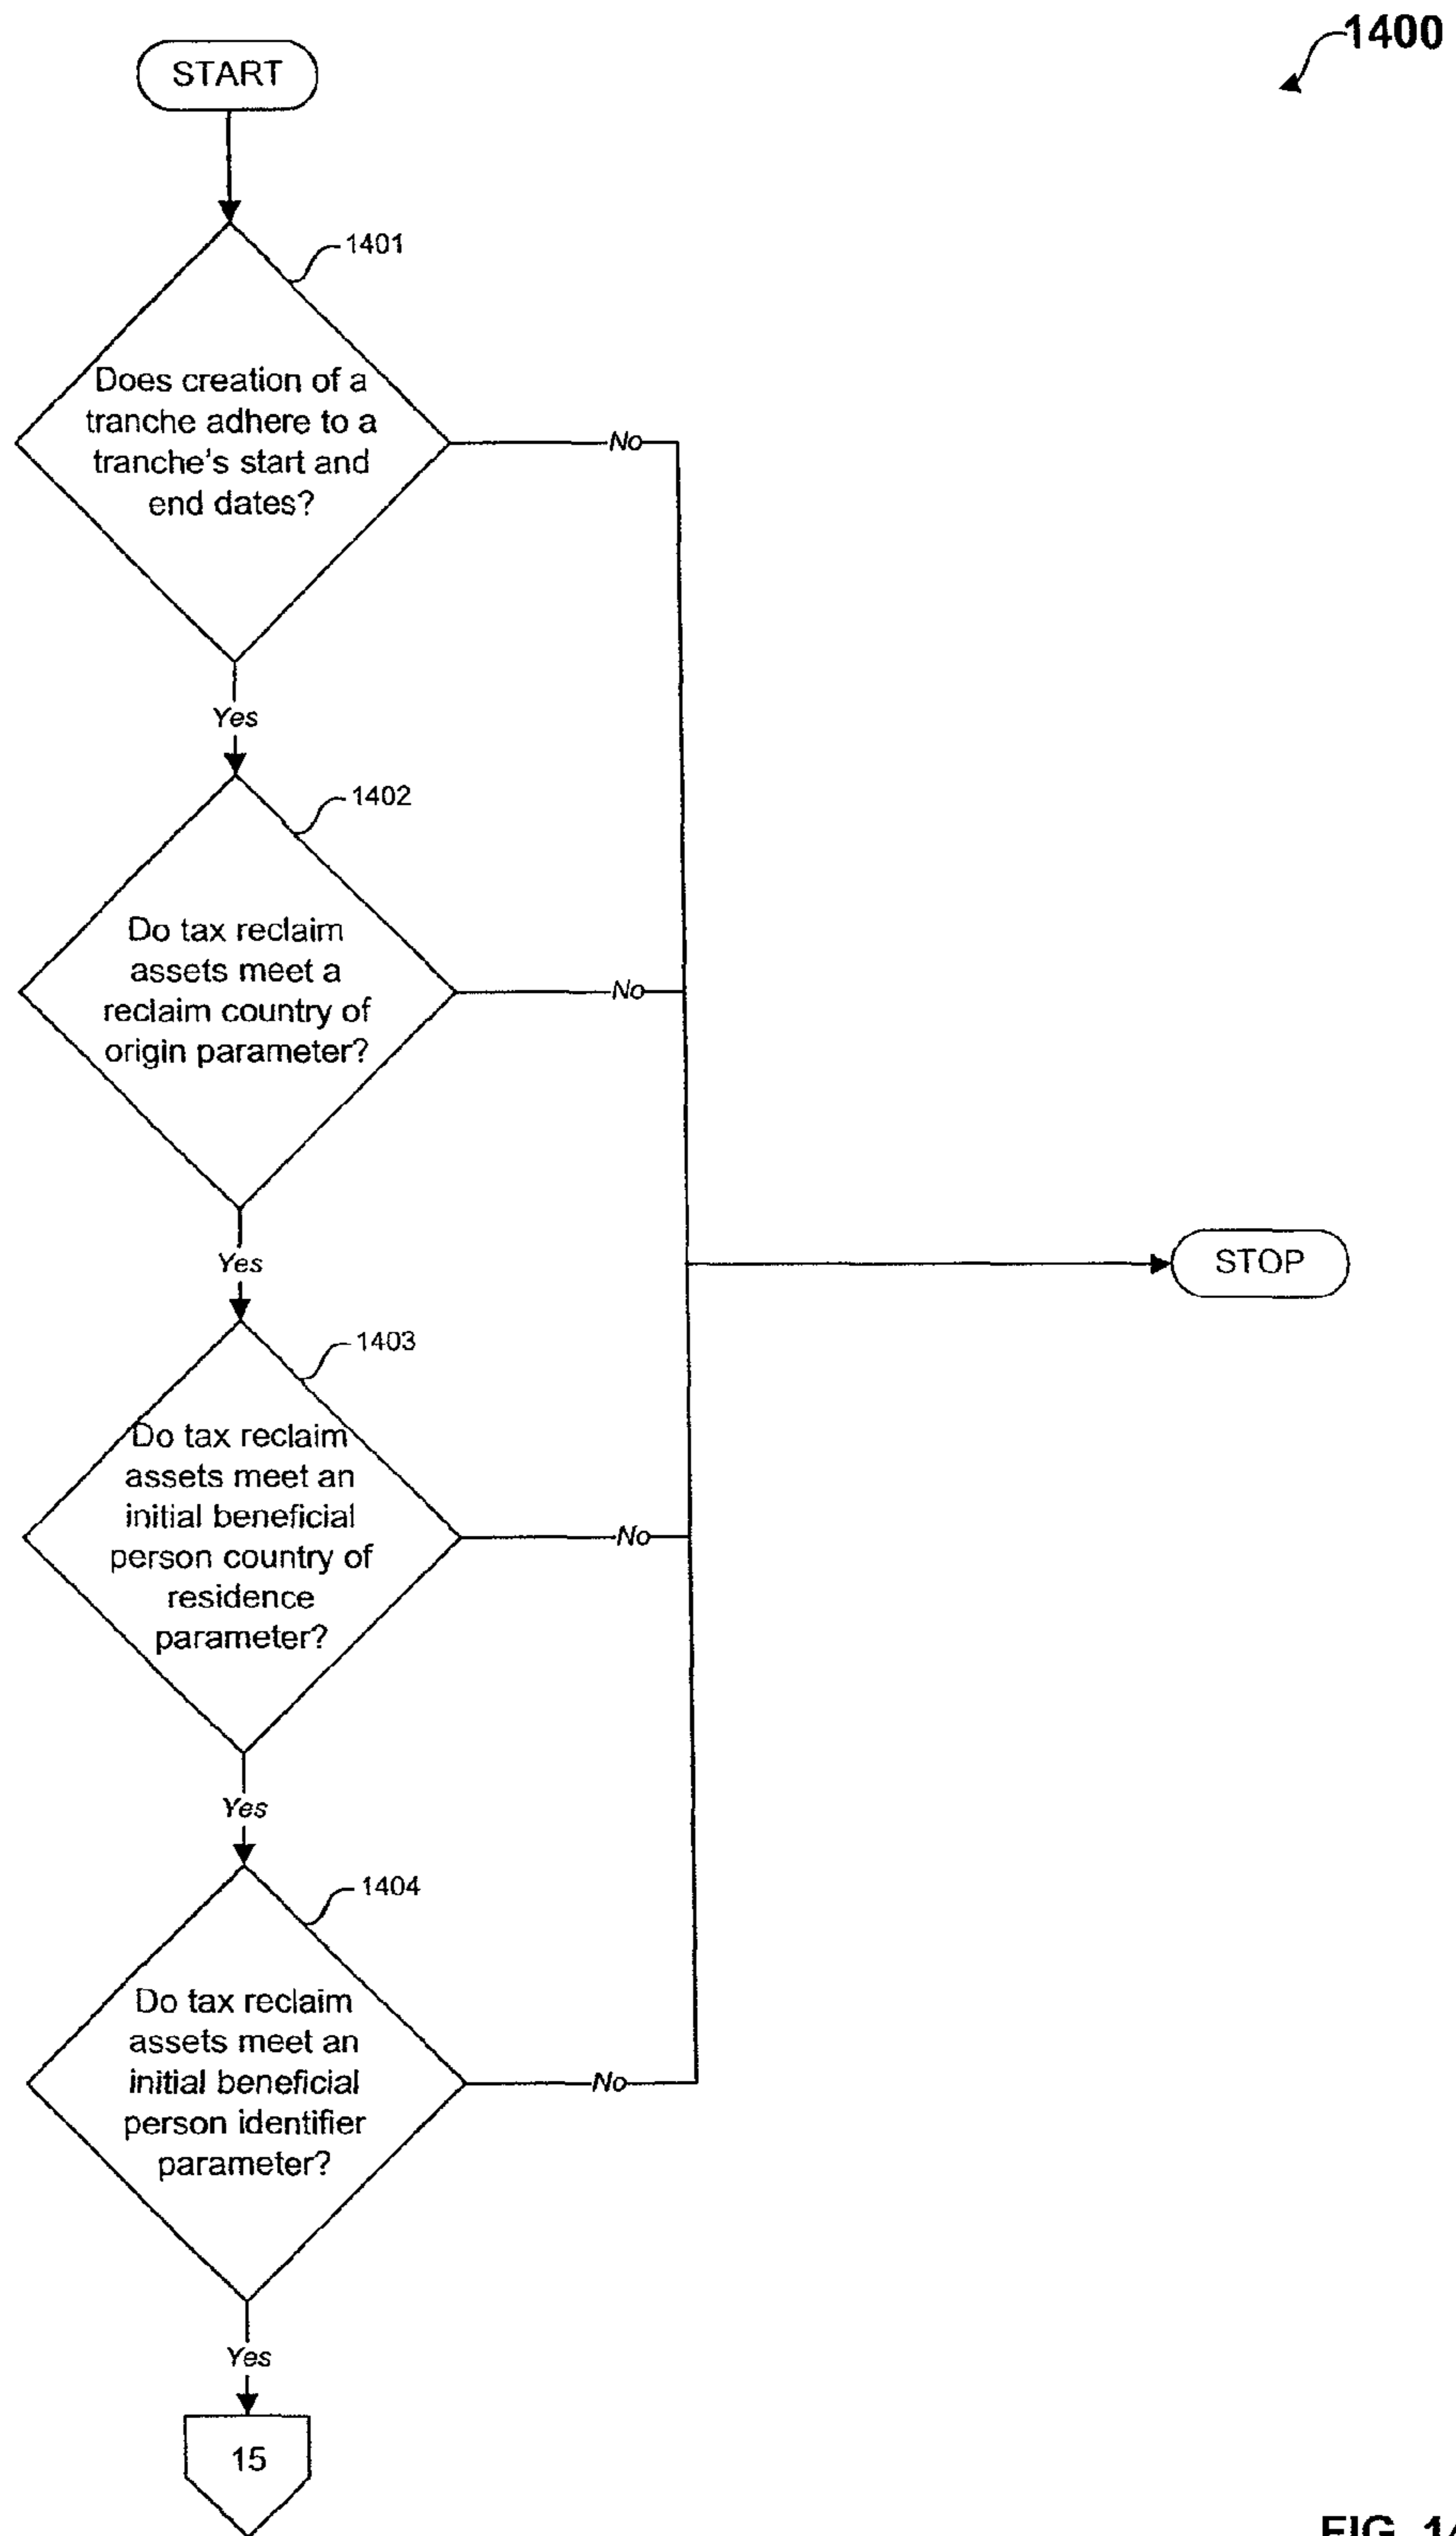 1400
START
1401
Does creation of a
tranche adhere to a
tranche's start and
end dates?
No
Yes
1402
Do tax reclaim
assets meet a
reclaim country of
origin parameter?
No
Yes
STOP
1403
Do tax reclaim
assets meet an
initial beneficial
person country of
residence
parameter?
No
Yes
1404
Do tax reclaim
assets meet an
initial beneficial
person identifier
parameter?
No
Yes
15
FIG. 14